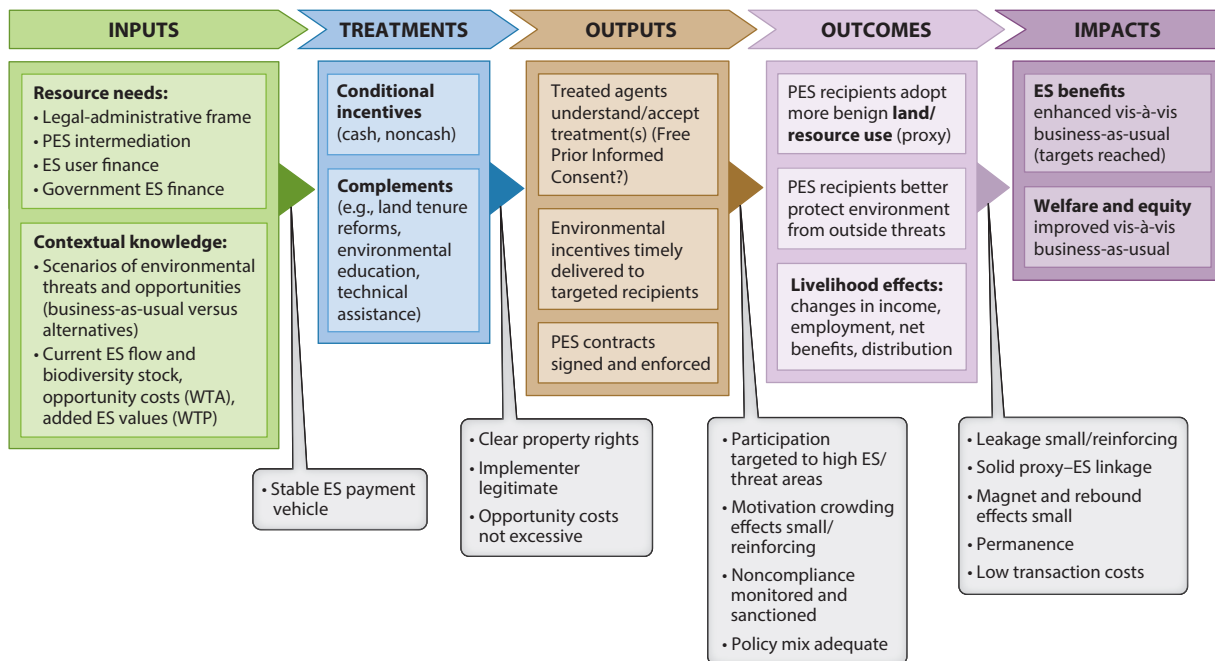 INPUTS
TREATMENTS
OUTPUTS
OUTCOMES
IMPACTS
Resource needs:
• Legal-administrative frame
• PES intermediation
• ES user finance
• Government ES finance
Contextual knowledge:
• Scenarios of environmental
threats and opportunities
(business-as-usual versus
alternatives)
• Current ES flow and
biodiversity stock,
opportunity costs (WTA),
added ES values (WTP)
Conditional
incentives
(cash, noncash)
Complements
(e.g., land tenure
reforms,
environmental
education,
technical
assistance)
Treated agents
understand/accept
treatment(s) (Free
Prior Informed
Consent?)
Environmental
incentives timely
delivered to
targeted recipients
PES contracts
signed and enforced
PES recipients adopt
more benign land/
resource use (proxy)
PES recipients better
protect environment
from outside threats
Livelihood effects:
changes in income,
employment, net
benefits, distribution
ES benefits
enhanced vis-à-vis
business-as-usual
(targets reached)
Welfare and equity
improved vis-à-vis
business-as-usual
• Stable ES payment
vehicle
• Clear property rights
• Implementer
legitimate
• Opportunity costs
not excessive
• Participation
targeted to high ES/
threat areas
• Motivation crowding
effects small/
reinforcing
• Noncompliance
monitored and
sanctioned
• Policy mix adequate
• Leakage small/reinforcing
• Solid proxy–ES linkage
• Magnet and rebound
effects small
• Permanence
• Low transaction costs